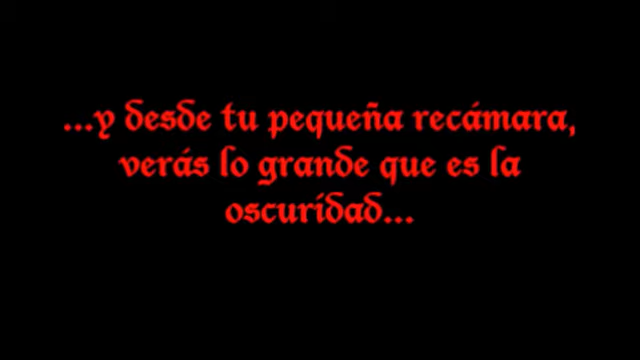 ...y desde tu pequeña recámara,
verás lo grande que es la
oscuridad...